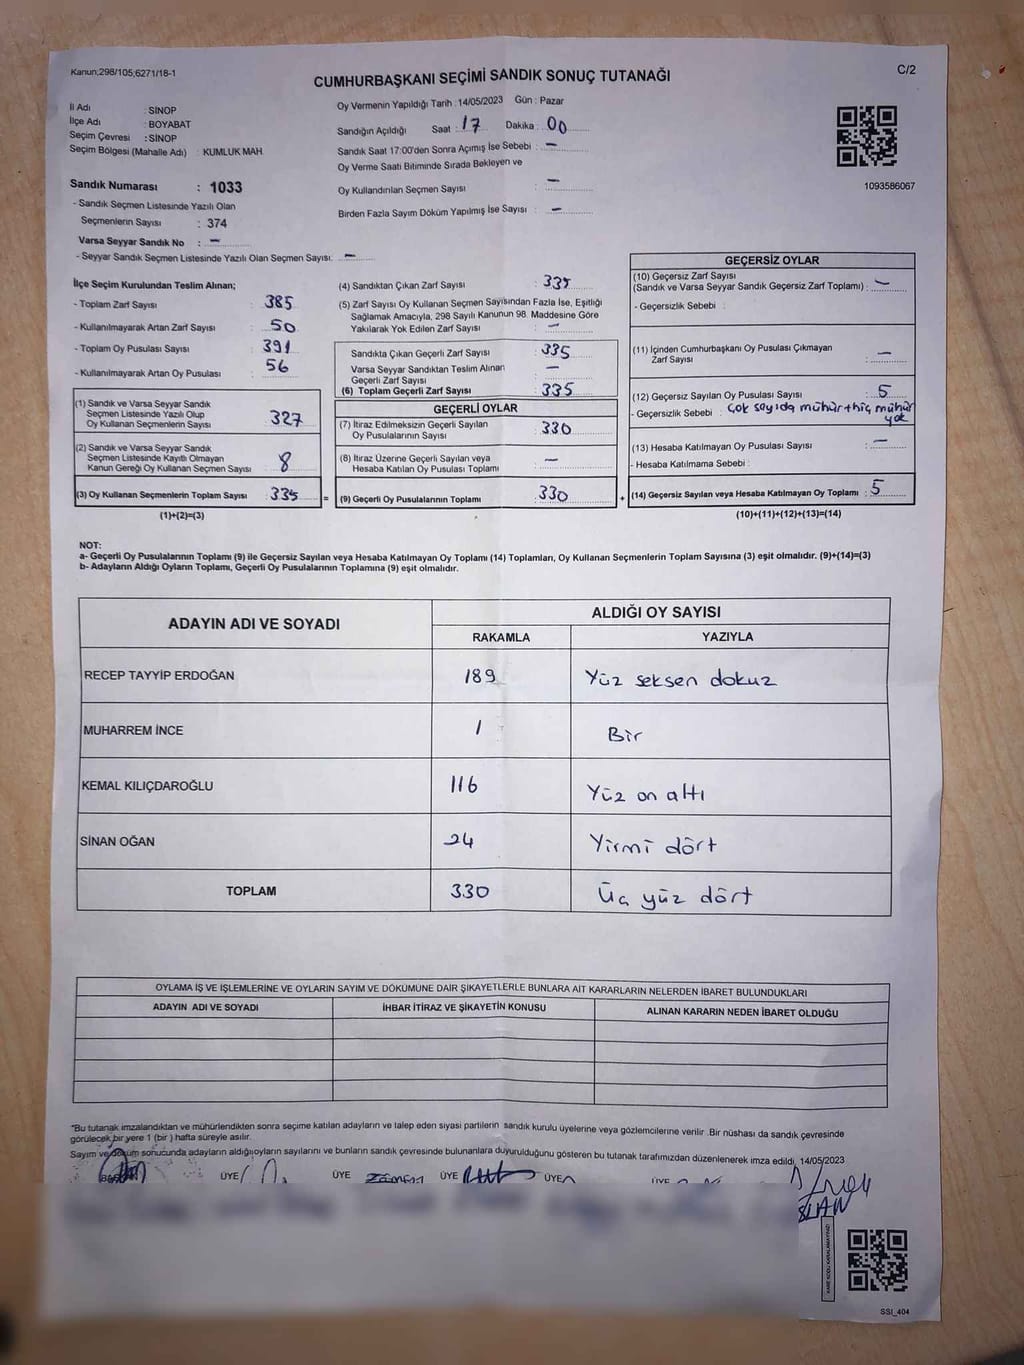 Kanun;298/105;6271/18-1
C/2
CUMHURBAŞKANI SEÇİMİ SANDIK SONUÇ TUTANAĞI
İl Adı : SİNOP
İlçe Adı : BOYABAT
Seçim Çevresi : SİNOP
Seçim Bölgesi (Mahalle Adı) : KUMLUK MAH.
Oy Vermenin Yapıldığı Tarih : 14/05/2023 Gün : Pazar
Sandığın Açıldığı Saat : 17 Dakika : 00
Sandık Saat 17:00'den Sonra Açımış İse Sebebi : -
Oy Verme Saati Bitiminde Sırada Bekleyen ve
Oy Kullandırılan Seçmen Sayısı : -
Birden Fazla Sayım Döküm Yapılmış İse Sayısı : -
1093586067
Sandık Numarası : 1033
- Sandık Seçmen Listesinde Yazılı Olan
Seçmenlerin Sayısı : 374
Varsa Seyyar Sandık No : -
- Seyyar Sandık Seçmen Listesinde Yazılı Olan Seçmen Sayısı: -
İlçe Seçim Kurulundan Teslim Alınan;
- Toplam Zarf Sayısı : 385
- Kullanılmayarak Artan Zarf Sayısı : 50
- Toplam Oy Pusulası Sayısı : 391
- Kullanılmayarak Artan Oy Pusulası : 56
(1) Sandık ve Varsa Seyyar Sandık
Seçmen Listesinde Yazılı Olup
Oy Kullanan Seçmenlerin Sayısı : 327
(2) Sandık ve Varsa Seyyar Sandık
Seçmen Listesinde Kayıtlı Olmayan
Kanun Gereği Oy Kullanan Seçmen Sayısı : 8
(3) Oy Kullanan Seçmenlerin Toplam Sayısı : 335 =
(1)+(2)=(3)
(4) Sandıktan Çıkan Zarf Sayısı : 335
(5) Zarf Sayısı Oy Kullanan Seçmen Sayısından Fazla İse, Eşitliği
Sağlamak Amacıyla, 298 Sayılı Kanunun 98. Maddesine Göre
Yakılarak Yok Edilen Zarf Sayısı : -
Sandıkta Çıkan Geçerli Zarf Sayısı : 335
Varsa Seyyar Sandıktan Teslim Alınan
Geçerli Zarf Sayısı : -
(6) Toplam Geçerli Zarf Sayısı : 335
GEÇERLİ OYLAR
(7) İtiraz Edilmeksizin Geçerli Sayılan
Oy Pusulalarının Sayısı : 330
(8) İtiraz Üzerine Geçerli Sayılan veya
Hesaba Katılan Oy Pusulası Toplamı : -
(9) Geçerli Oy Pusulalarının Toplamı : 330 +
GEÇERSİZ OYLAR
(10) Geçersiz Zarf Sayısı
(Sandık ve Varsa Seyyar Sandık Geçersiz Zarf Toplamı) : -
- Geçersizlik Sebebi :
(11) İçinden Cumhurbaşkanı Oy Pusulası Çıkmayan
Zarf Sayısı : -
(12) Geçersiz Sayılan Oy Pusulası Sayısı : 5
- Geçersizlik Sebebi : Çok sayıda mühür+hiç mühür
yok
(13) Hesaba Katılmayan Oy Pusulası Sayısı : -
- Hesaba Katılmama Sebebi :
(14) Geçersiz Sayılan veya Hesaba Katılmayan Oy Toplamı : 5
(10)+(11)+(12)+(13)=(14)
NOT:
a- Geçerli Oy Pusulalarının Toplamı (9) ile Geçersiz Sayılan veya Hesaba Katılmayan Oy Toplamı (14) Toplamları, Oy Kullanan Seçmenlerin Toplam Sayısına (3) eşit olmalıdır. (9)+(14)=(3)
b- Adayların Aldığı Oyların Toplamı, Geçerli Oy Pusulalarının Toplamına (9) eşit olmalıdır.
ADAYIN ADI VE SOYADI
ALDIĞI OY SAYISI
RAKAMLA YAZIYLA
RECEP TAYYİP ERDOĞAN 189 Yüz seksen dokuz
MUHARREM İNCE 1 Bir
KEMAL KILIÇDAROĞLU 116 Yüz on altı
SİNAN OĞAN 24 Yirmi dört
TOPLAM 330 Üç yüz dört
OYLAMA İŞ VE İŞLEMLERİNE VE OYLARIN SAYIM VE DÖKÜMÜNE DAİR ŞİKAYETLERLE BUNLARA AİT KARARLARIN NELERDEN İBARET BULUNDUKLARI
ADAYIN ADI VE SOYADI İHBAR İTİRAZ VE ŞİKAYETİN KONUSU ALINAN KARARIN NEDEN İBARET OLDUĞU
"Bu tutanak imzalandıktan ve mühürlendikten sonra seçime katılan adayların ve talep eden siyasi partilerin sandık kurulu üyelerine veya gözlemcilerine verilir .Bir nüshası da sandık çevresinde
görülecek bir yere 1 (bir ) hafta süreyle asılır.
Sayım ve döküm sonucunda adayların aldığıoyların sayılarını ve bunların sandık çevresinde bulunanlara duyurulduğunu gösteren bu tutanak tarafımızdan düzenlenerek imza edildi. 14/05/2023
ÜYE ÜYE ÜYE ÜYE ÜYE
KARE KODU KARALAMAYINIZ!
SSI_404